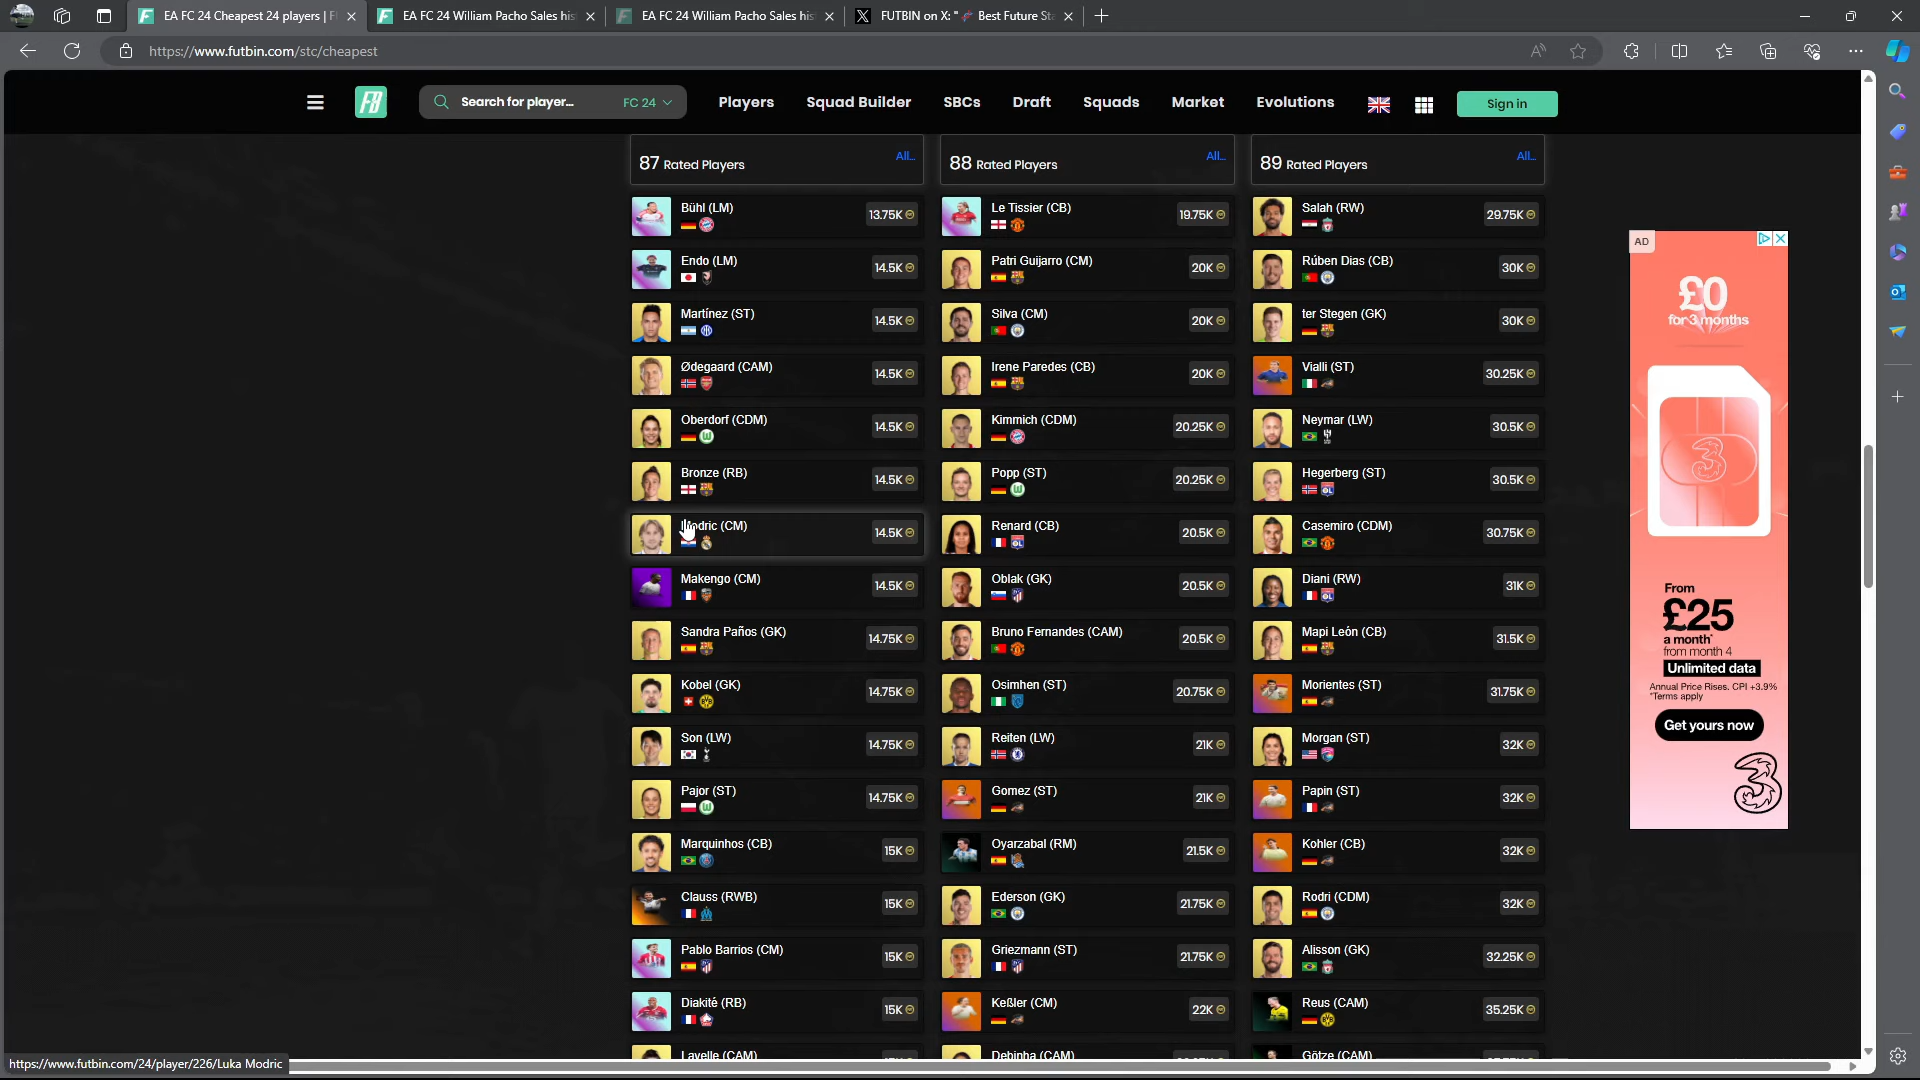 EA FC 24 Cheapest 24 players | F
EA FC 24 William Pacho Sales his
EA FC 24 William Pacho Sales his
FUTBIN on X: " Best Future Sta
https://www.futbin.com/stc/cheapest
Search for player...
FC 24
Players
Squad Builder
SBCs
Draft
Squads
Market
Evolutions
Sign in
87 Rated Players
All...
Bühl (LM)
13.75K
Endo (LM)
14.5K
Martínez (ST)
14.5K
Ødegaard (CAM)
14.5K
Oberdorf (CDM)
14.5K
Bronze (RB)
14.5K
Modric (CM)
14.5K
Makengo (CM)
14.5K
Sandra Paños (GK)
14.75K
Kobel (GK)
14.75K
Son (LW)
14.75K
Pajor (ST)
14.75K
Marquinhos (CB)
15K
Clauss (RWB)
15K
Pablo Barrios (CM)
15K
Diakité (RB)
15K
Lavelle (CAM)
88 Rated Players
All...
Le Tissier (CB)
19.75K
Patri Guijarro (CM)
20K
Silva (CM)
20K
Irene Paredes (CB)
20K
Kimmich (CDM)
20.25K
Popp (ST)
20.25K
Renard (CB)
20.5K
Oblak (GK)
20.5K
Bruno Fernandes (CAM)
20.5K
Osimhen (ST)
20.75K
Reiten (LW)
21K
Gomez (ST)
21K
Oyarzabal (RM)
21.5K
Ederson (GK)
21.75K
Griezmann (ST)
21.75K
Keßler (CM)
22K
Debinha (CAM)
89 Rated Players
All...
Salah (RW)
29.75K
Rúben Dias (CB)
30K
ter Stegen (GK)
30K
Vialli (ST)
30.25K
Neymar (LW)
30.5K
Hegerberg (ST)
30.5K
Casemiro (CDM)
30.75K
Diani (RW)
31K
Mapi León (CB)
31.5K
Morientes (ST)
31.75K
Morgan (ST)
32K
Papin (ST)
32K
Kohler (CB)
32K
Rodri (CDM)
32K
Alisson (GK)
32.25K
Reus (CAM)
35.25K
Götze (CAM)
AD
£0
for 3 months
3
From
£25
a month*
from month 4
Unlimited data
Annual Price Rises. CPI +3.9%
*Terms apply
Get yours now
3
https://www.futbin.com/24/player/226/Luka Modric